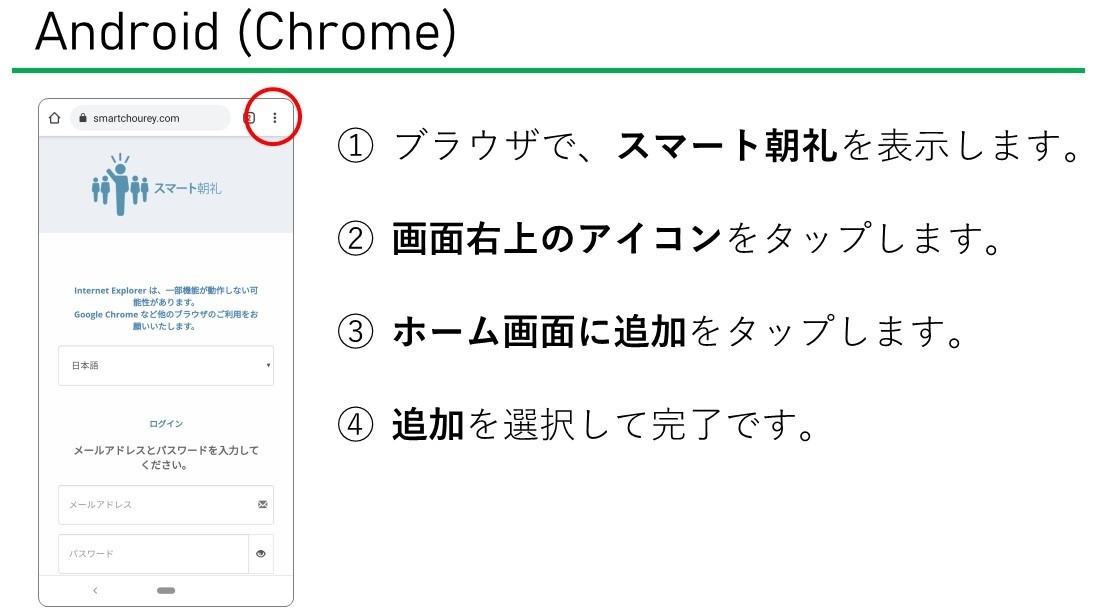 Android (Chrome)
smartchourey.com
スマート朝礼
Internet Explorer は、一部機能が動作しない可
能性があります。
Google Chrome など他のブラウザのご利用をお
願いいたします。
日本語
ログイン
メールアドレスとパスワードを入力して
ください。
メールアドレス
パスワード
① ブラウザで、スマート朝礼を表示します。
② 画面右上のアイコンをタップします。
③ ホーム画面に追加をタップします。
④ 追加を選択して完了です。